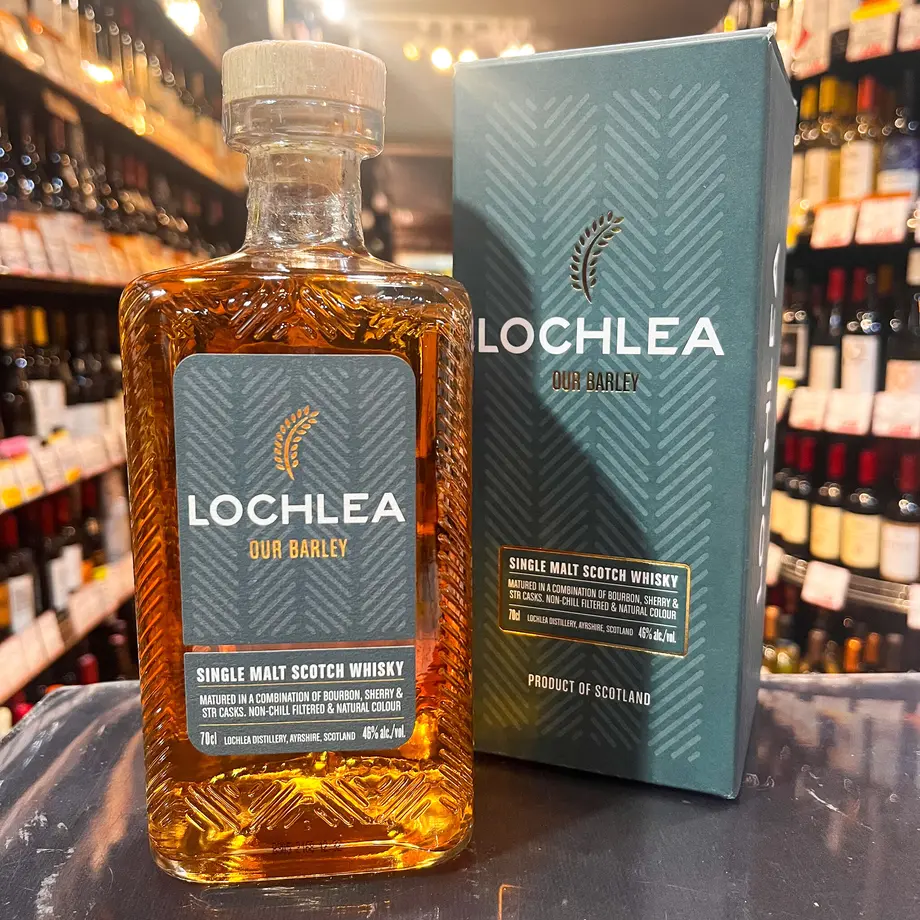 LOCHLEA
OUR BARLEY
SINGLE MALT SCOTCH WHISKY
MATURED IN A COMBINATION OF BOURBON, SHERRY &
STR CASKS. NON-CHILL FILTERED & NATURAL COLOUR
70cl LOCHLEA DISTILLERY, AYRSHIRE, SCOTLAND 46% alc./vol.
LOCHLEA
OUR BARLEY
SINGLE MALT SCOTCH WHISKY
MATURED IN A COMBINATION OF BOURBON, SHERRY &
STR CASKS. NON-CHILL FILTERED & NATURAL COLOUR
70cl LOCHLEA DISTILLERY, AYRSHIRE, SCOTLAND 46% alc./vol.
PRODUCT OF SCOTLAND